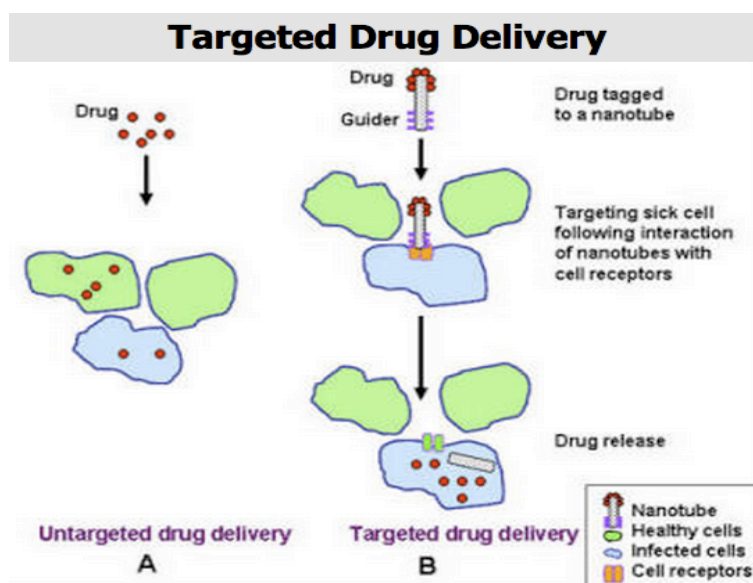 Targeted Drug Delivery
Drug
Drug
Guider
Drug tagged
to a nanotube
Targeting sick cell
following interaction
of nanotubes with
cell receptors
Drug release
Untargeted drug delivery
A
Targeted drug delivery
B
Nanotube
Healthy cells
Infected cells
Cell receptors